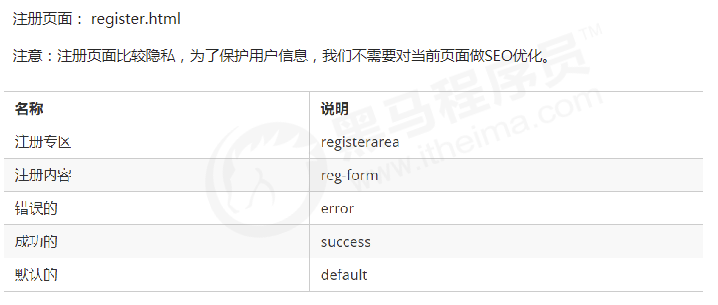 注册页面： register.html
注意：注册页面比较隐私，为了保护用户信息，我们不需要对当前页面做SEO优化。
名称 说明
注册专区 registerarea
注册内容 reg-form
错误的 error
成功的 success
默认的 default
黑马程序员™
www.itheima.com